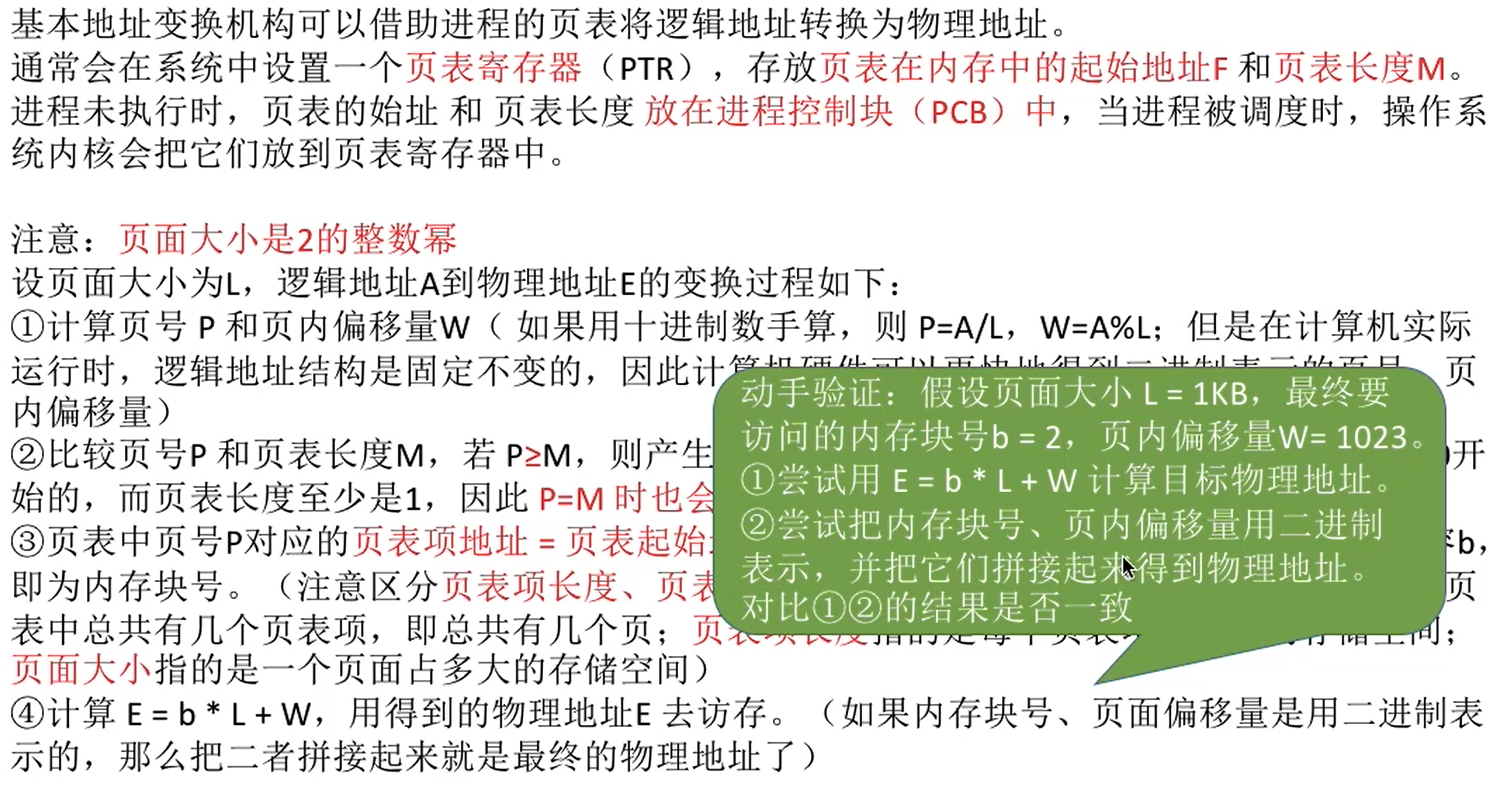 基本地址变换机构可以借助进程的页表将逻辑地址转换为物理地址。
通常会在系统中设置一个页表寄存器（PTR），存放页表在内存中的起始地址F 和页表长度M。
进程未执行时，页表的始址 和 页表长度 放在进程控制块（PCB）中，当进程被调度时，操作系
统内核会把它们放到页表寄存器中。
注意：页面大小是2的整数幂
设页面大小为L，逻辑地址A到物理地址E的变换过程如下：
①计算页号 P 和页内偏移量W（ 如果用十进制数手算，则 P=A/L，W=A%L；但是在计算机实际
运行时，逻辑地址结构是固定不变的，因此计算机硬件可以更快地得到二进制表示的页号、页
内偏移量）
②比较页号P 和页表长度M，若 P≥M，则产生 开
始的，而页表长度至少是1，因此 P=M 时也会
③页表中页号P对应的页表项地址 = 页表起始 b，
即为内存块号。（注意区分页表项长度、页表 页
表中总共有几个页表项，即总共有几个页；页表项长度指的是每个页表项 的存储空间；
页面大小指的是一个页面占多大的存储空间）
④计算 E = b * L + W，用得到的物理地址E 去访存。（如果内存块号、页面偏移量是用二进制表
示的，那么把二者拼接起来就是最终的物理地址了）
动手验证：假设页面大小 L = 1KB，最终要
访问的内存块号b = 2，页内偏移量W= 1023。
①尝试用 E = b * L + W 计算目标物理地址。
②尝试把内存块号、页内偏移量用二进制
表示，并把它们拼接起来得到物理地址。
对比①②的结果是否一致